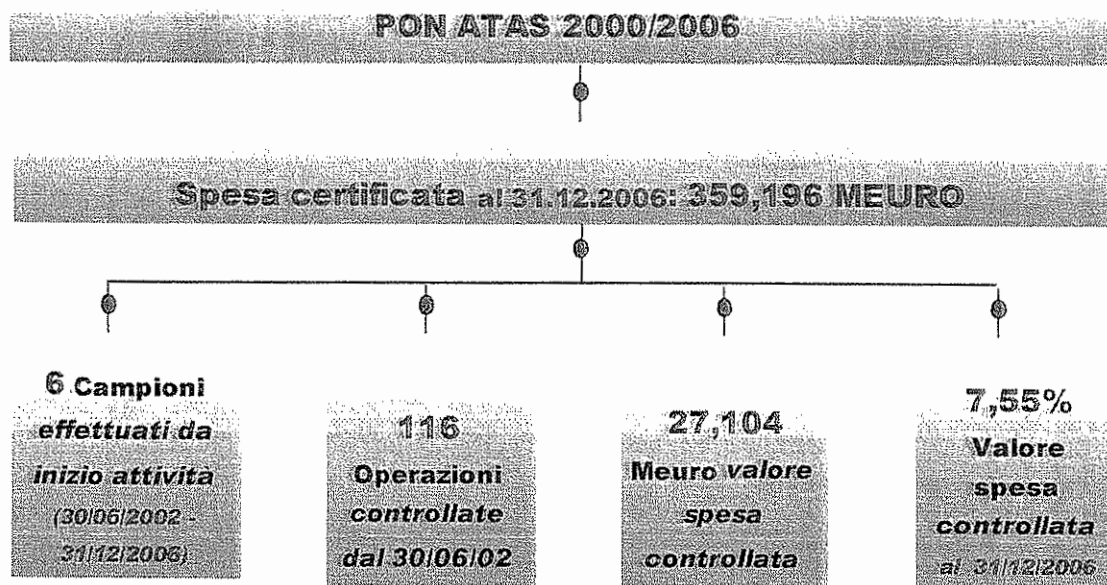 PON ATAS 2000/2006
Spesa certificata al 31.12.2006: 359,196 MEURO
6 Campioni
effettuati da
inizio attività
(30/06/2002 -
31/12/2006)
116
Operazioni
controllate
dal 30/06/02
27,104
Meuro valore
spesa
controllata
7,55%
Valore
spesa
controllata
al 31/12/2006